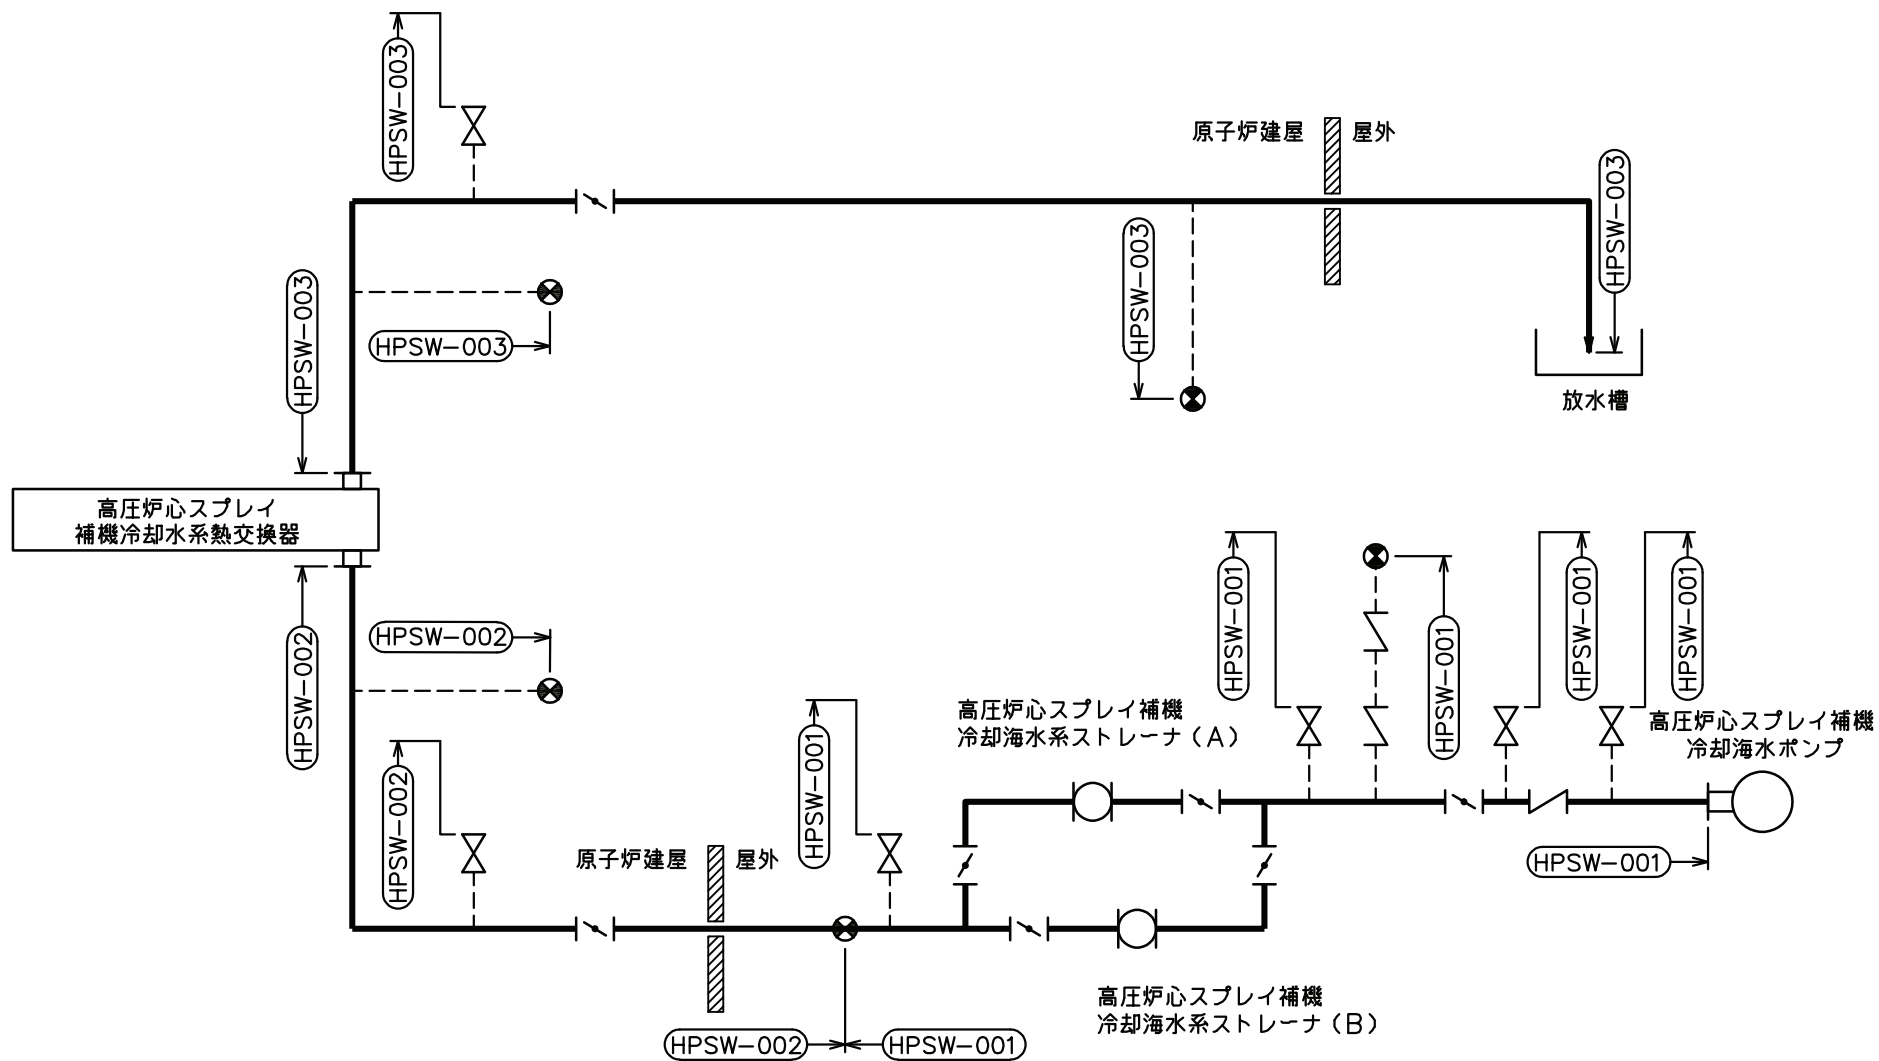 HPSW-003
原子炉建屋 屋外
HPSW-003
HPSW-003
HPSW-003
HPSW-003
放水槽
高圧炉心スプレイ
補機冷却水系熱交換器
HPSW-002
HPSW-002
HPSW-002
HPSW-001
HPSW-001
HPSW-001
HPSW-001
HPSW-001
高圧炉心スプレイ補機
冷却海水系ストレーナ(A)
高圧炉心スプレイ補機
冷却海水ポンプ
原子炉建屋 屋外
HPSW-001
高圧炉心スプレイ補機
冷却海水系ストレーナ(B)
HPSW-002
HPSW-001